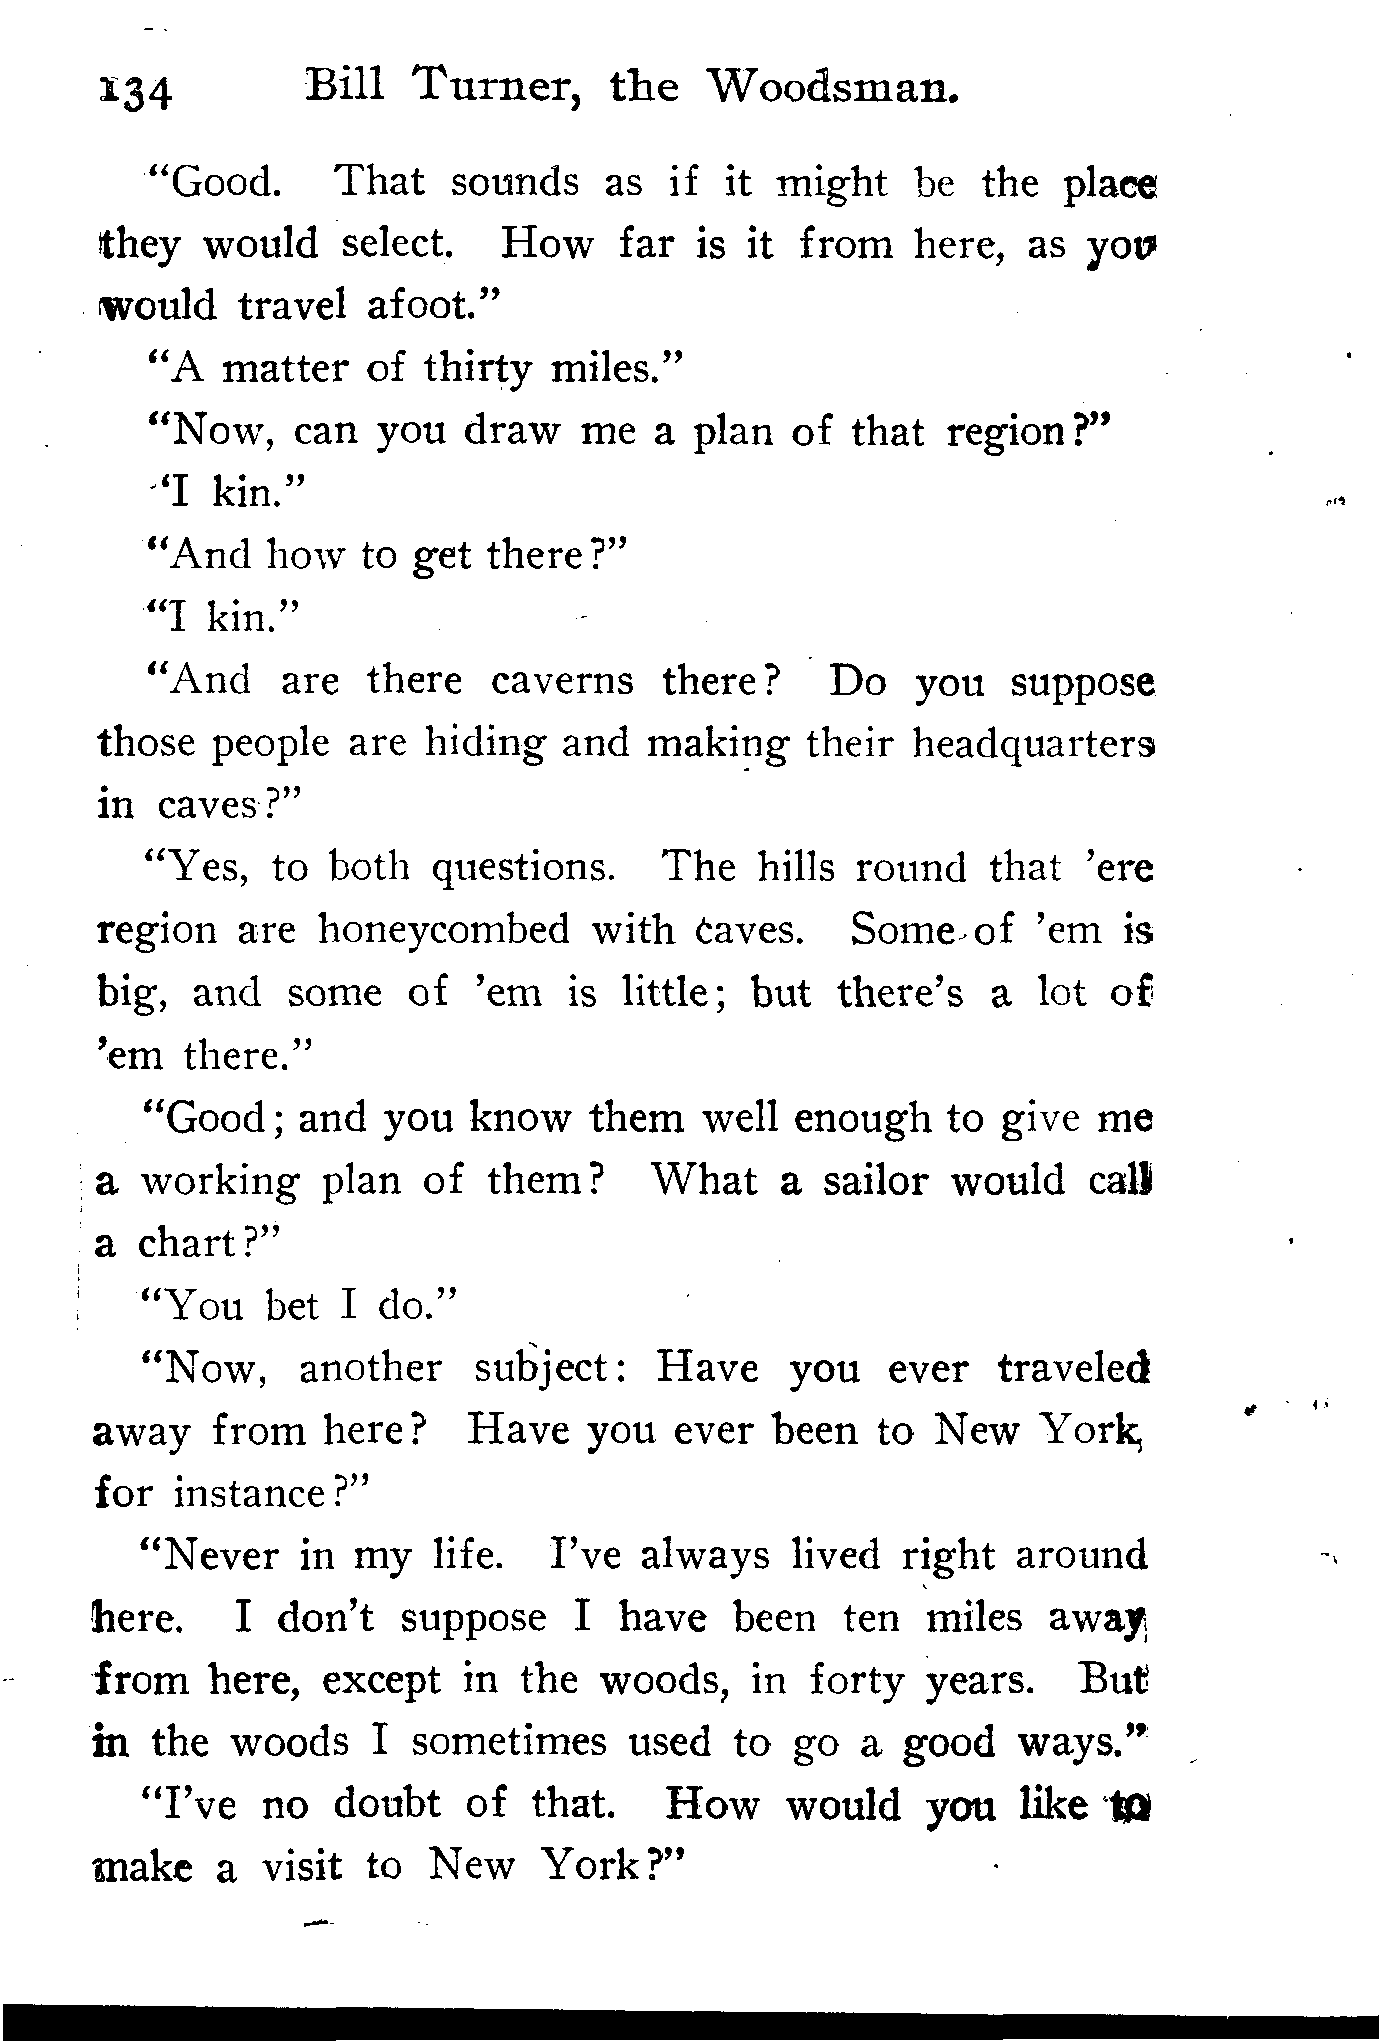 134 Bill Turner, the Woodsman.
“Good. That sounds as if it might be the place
they would select. How far is it from here, as you
would travel afoot.”
“A matter of thirty miles.”
“Now, can you draw me a plan of that region?”
“I kin.”
“And how to get there?”
“I kin.”
“And are there caverns there? Do you suppose
those people are hiding and making their headquarters
in caves?”
“Yes, to both questions. The hills round that ’ere
region are honeycombed with caves. Some of ’em is
big, and some of ’em is little; but there’s a lot of
’em there.”
“Good; and you know them well enough to give me
a working plan of them? What a sailor would call
a chart?”
“You bet I do.”
“Now, another subject: Have you ever traveled
away from here? Have you ever been to New York,
for instance?”
“Never in my life. I’ve always lived right around
here. I don’t suppose I have been ten miles away
from here, except in the woods, in forty years. But
in the woods I sometimes used to go a good ways.”
“I’ve no doubt of that. How would you like to
make a visit to New York?”